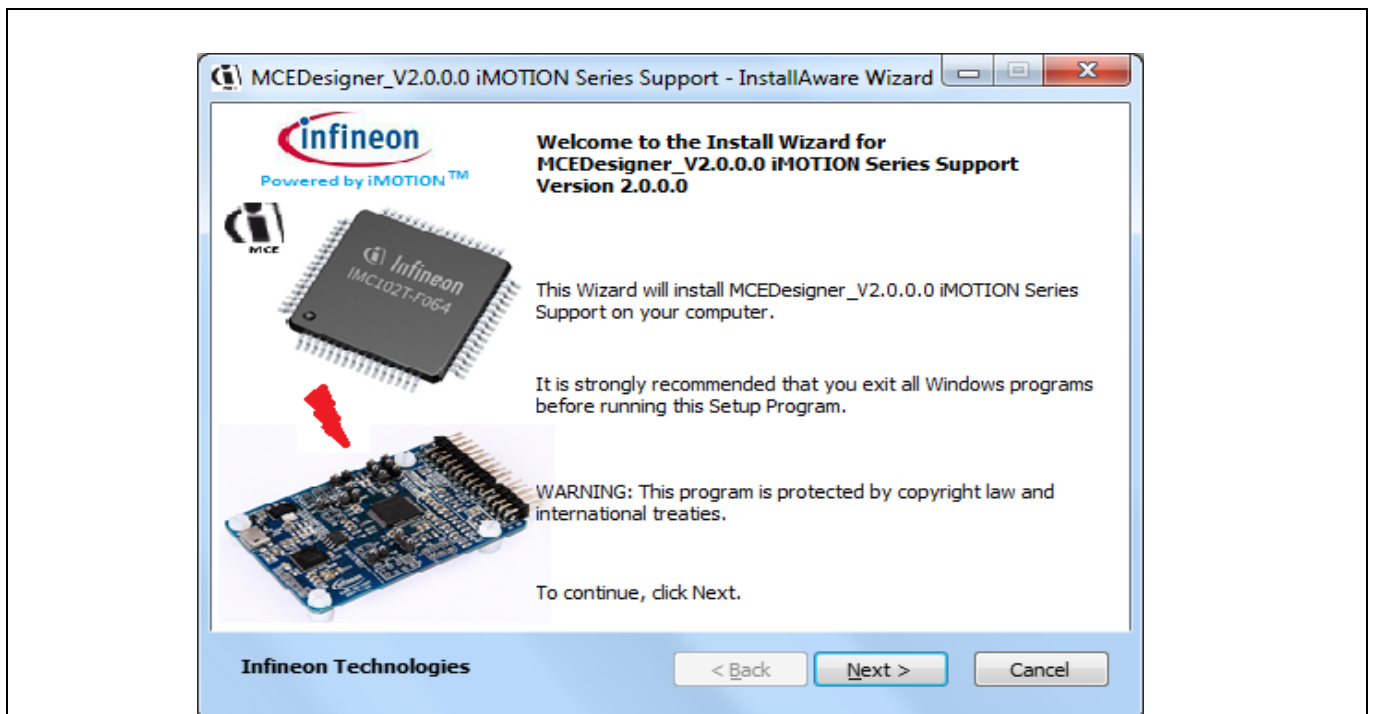 MCEDesigner_V2.0.0.0 iMOTION Series Support - InstallAware Wizard
infineon
Powered by iMOTION™
MCE
Infineon
IMC102T-F064
Welcome to the Install Wizard for
MCEDesigner_V2.0.0.0 iMOTION Series Support
Version 2.0.0.0
This Wizard will install MCEDesigner_V2.0.0.0 iMOTION Series
Support on your computer.
It is strongly recommended that you exit all Windows programs
before running this Setup Program.
WARNING: This program is protected by copyright law and
international treaties.
To continue, click Next.
Infineon Technologies
< Back
Next >
Cancel